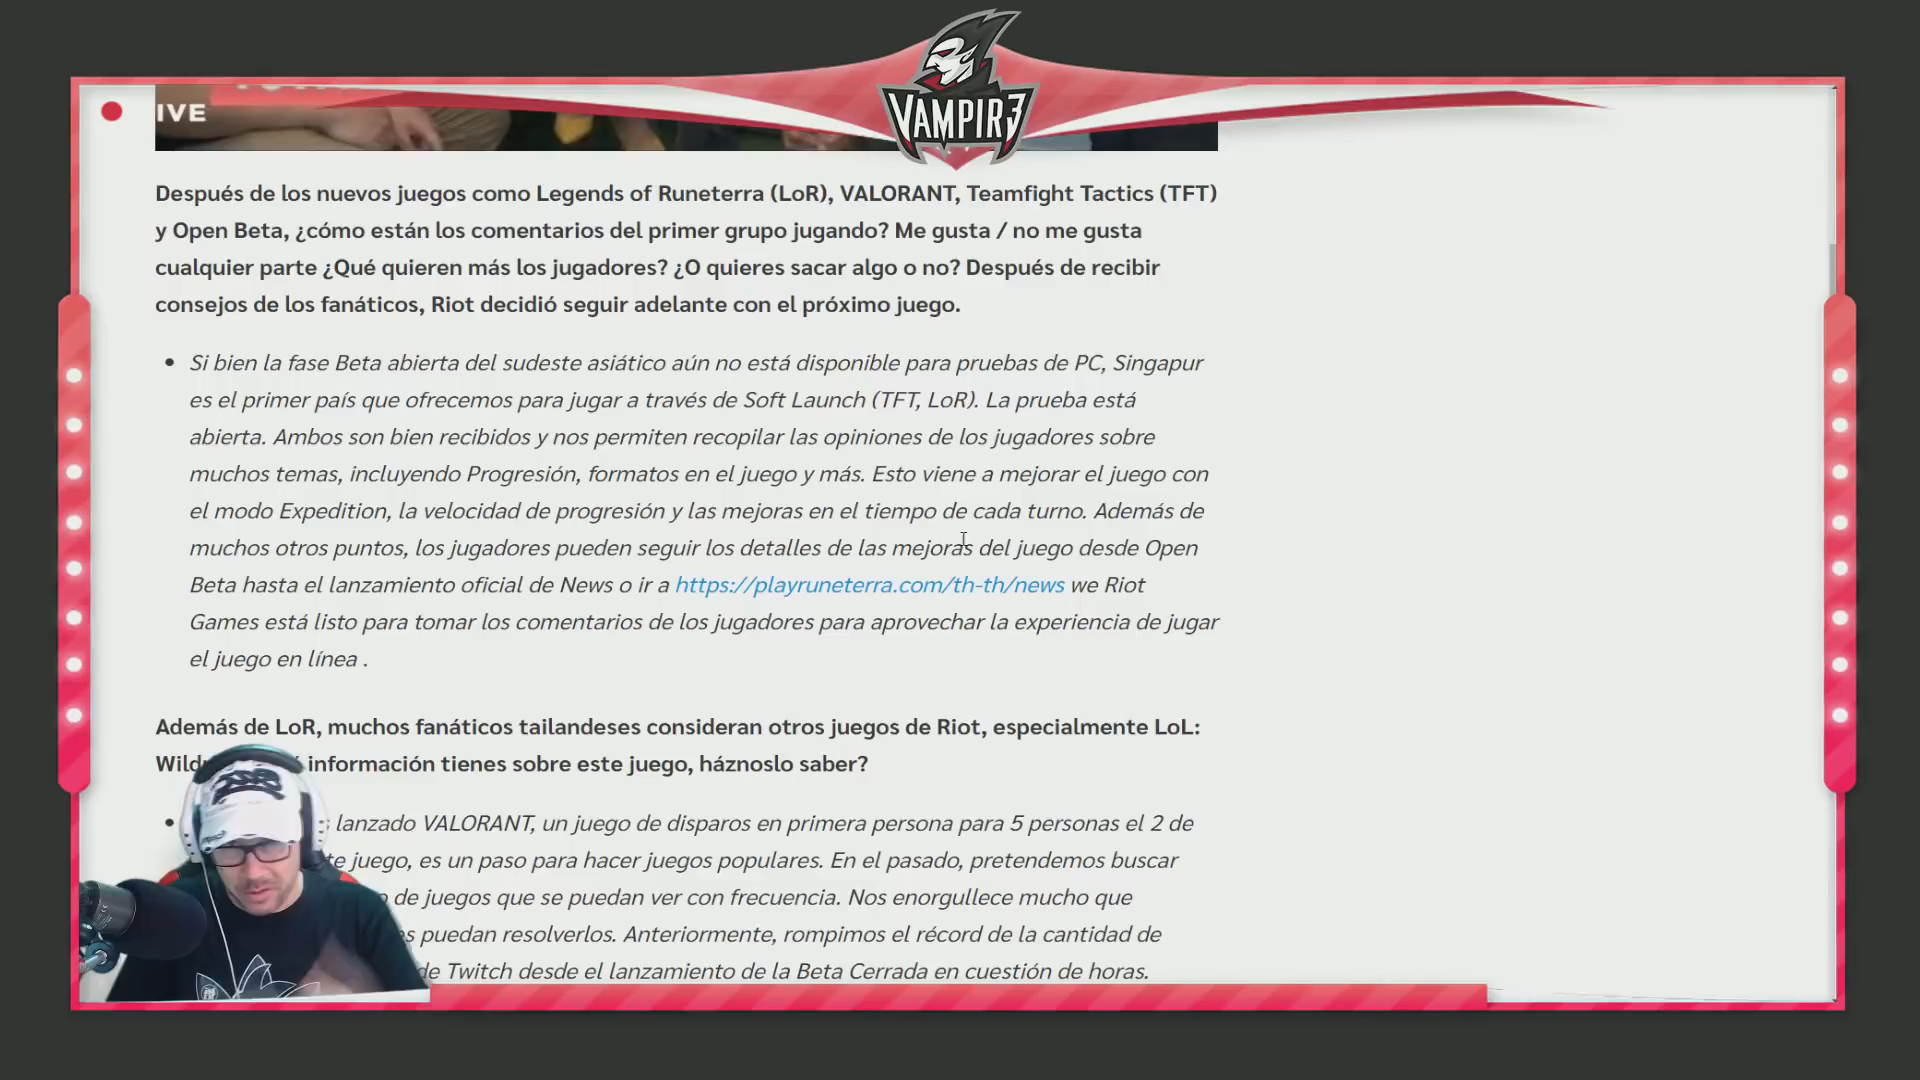 IVE
VAMPIR3
Después de los nuevos juegos como Legends of Runeterra (LoR), VALORANT, Teamfight Tactics (TFT)
y Open Beta, ¿cómo están los comentarios del primer grupo jugando? Me gusta / no me gusta
cualquier parte ¿Qué quieren más los jugadores? ¿O quieres sacar algo o no? Después de recibir
consejos de los fanáticos, Riot decidió seguir adelante con el próximo juego.
Si bien la fase Beta abierta del sudeste asiático aún no está disponible para pruebas de PC, Singapur
es el primer país que ofrecemos para jugar a través de Soft Launch (TFT, LoR). La prueba está
abierta. Ambos son bien recibidos y nos permiten recopilar las opiniones de los jugadores sobre
muchos temas, incluyendo Progresión, formatos en el juego y más. Esto viene a mejorar el juego con
el modo Expedition, la velocidad de progresión y las mejoras en el tiempo de cada turno. Además de
muchos otros puntos, los jugadores pueden seguir los detalles de las mejoras del juego desde Open
Beta hasta el lanzamiento oficial de News o ir a https://playruneterra.com/th-th/news we Riot
Games está listo para tomar los comentarios de los jugadores para aprovechar la experiencia de jugar
el juego en línea .
Además de LoR, muchos fanáticos tailandeses consideran otros juegos de Riot, especialmente LoL:
información tienes sobre este juego, háznoslo saber?
lanzado VALORANT, un juego de disparos en primera persona para 5 personas el 2 de
juego, es un paso para hacer juegos populares. En el pasado, pretendemos buscar
de juegos que se puedan ver con frecuencia. Nos enorgullece mucho que
puedan resolverlos. Anteriormente, rompimos el récord de la cantidad de
de Twitch desde el lanzamiento de la Beta Cerrada en cuestión de horas.